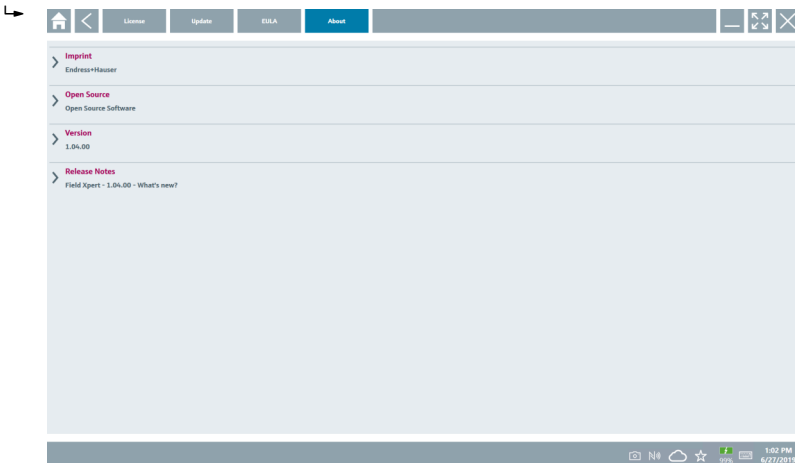 License Update EULA About
Imprint
Endress+Hauser
Open Source
Open Source Software
Version
1.04.00
Release Notes
Field Xpert - 1.04.00 - What's new?
99% 1:02 PM
6/27/2019